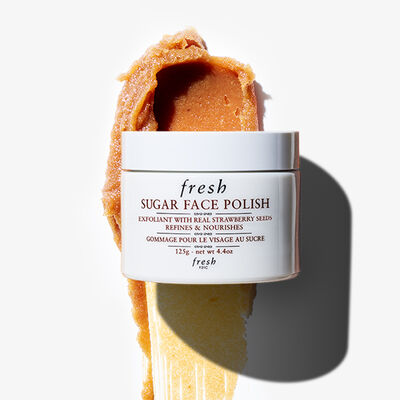 fresh
SUGAR FACE POLISH
EXFOLIANT WITH REAL STRAWBERRY SEEDS
REFINES & NOURISHES
GOMMAGE POUR LE VISAGE AU SUCRE
125g - net wt 4.4oz
fresh